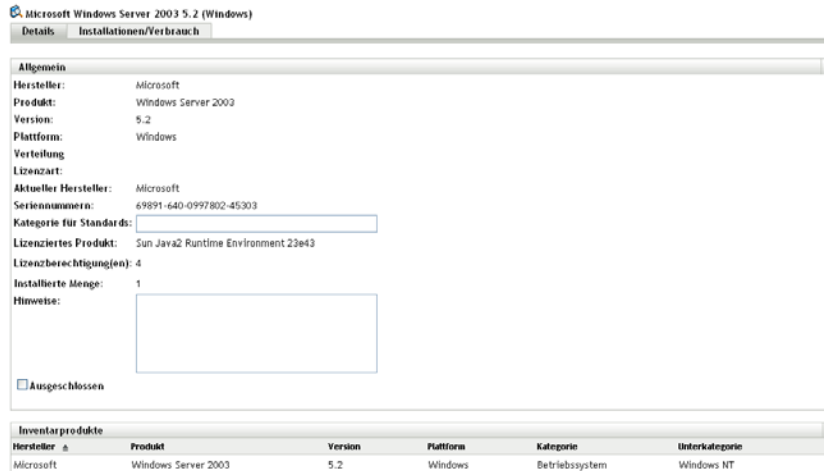 Microsoft Windows Server 2003 5.2 (Windows)
Details Installationen/Verbrauch
Allgemein
Hersteller: Microsoft
Produkt: Windows Server 2003
Version: 5.2
Plattform: Windows
Verteilung
Lizenzart:
Aktueller Hersteller: Microsoft
Seriennummern: 69891-640-0997802-45303
Kategorie für Standards:
Lizenziertes Produkt: Sun Java2 Runtime Environment 23e43
Lizenzberechtigung(en): 4
Installierte Menge: 1
Hinweise:
Ausgeschlossen
Inventarprodukte
Hersteller Produkt Version Plattform Kategorie Unterkategorie
Microsoft Windows Server 2003 5.2 Windows Betriebssystem Windows NT